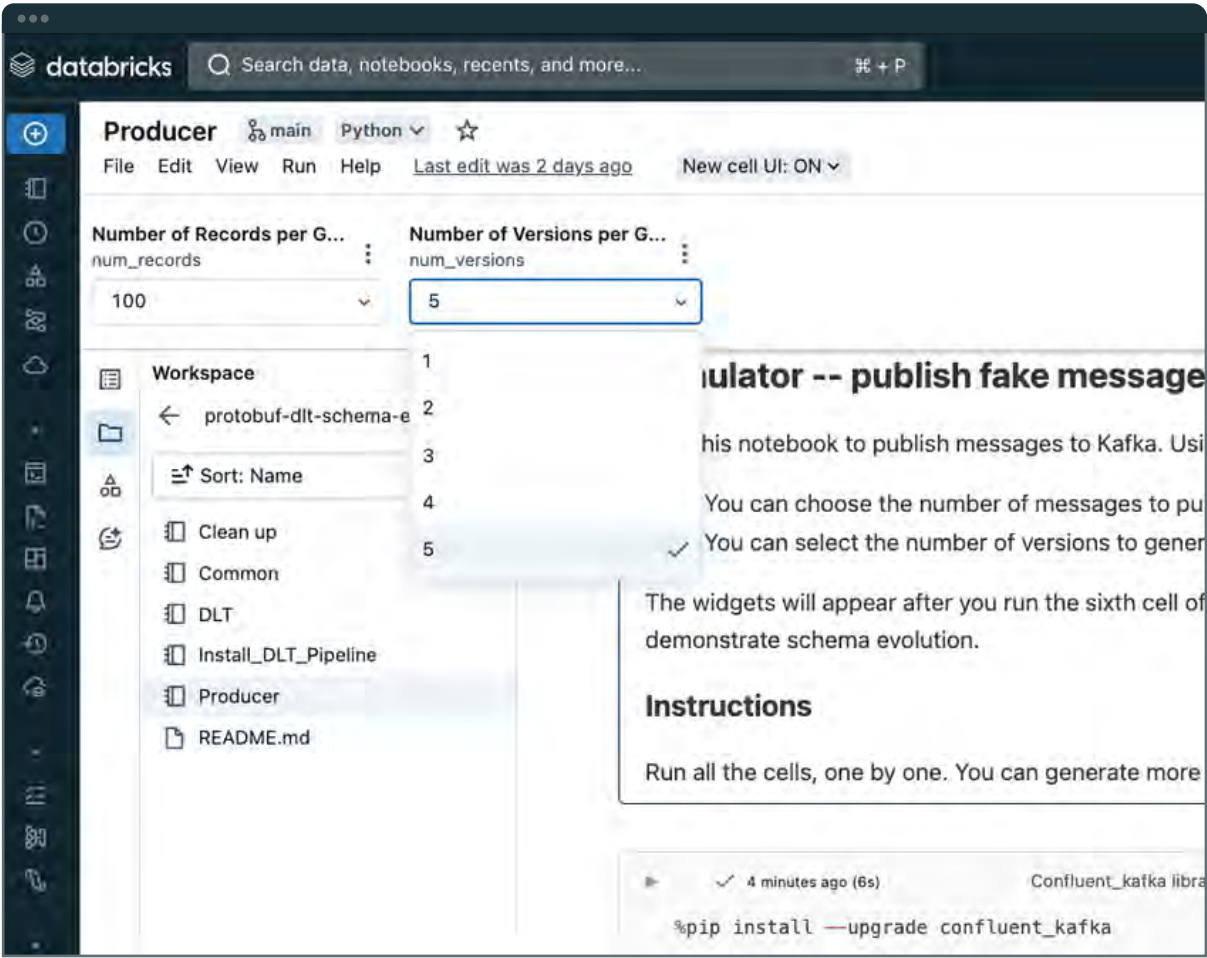 databricks
Search data, notebooks, recents, and more...
⌘ + P
Producer main Python
File Edit View Run Help Last edit was 2 days ago New cell UI: ON
Number of Records per G...
num_records
100
Number of Versions per G...
num_versions
5
1
2
3
4
5
Workspace
protobuf-dlt-schema-e
Sort: Name
Clean up
Common
DLT
Install_DLT_Pipeline
Producer
README.md
ulator -- publish fake message
his notebook to publish messages to Kafka. Usi
You can choose the number of messages to pu
You can select the number of versions to gener
The widgets will appear after you run the sixth cell of
demonstrate schema evolution.
Instructions
Run all the cells, one by one. You can generate more
4 minutes ago (6s) Confluent_kafka libra
%pip install --upgrade confluent_kafka